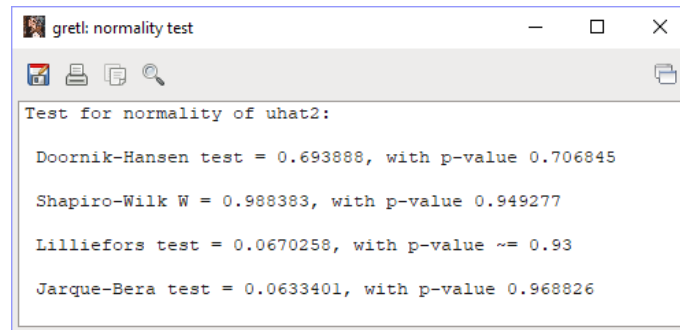 gretl: normality test
Test for normality of uhat2:
Doornik-Hansen test = 0.693888, with p-value 0.706845
Shapiro-Wilk W = 0.988383, with p-value 0.949277
Lilliefors test = 0.0670258, with p-value ~= 0.93
Jarque-Bera test = 0.0633401, with p-value 0.968826